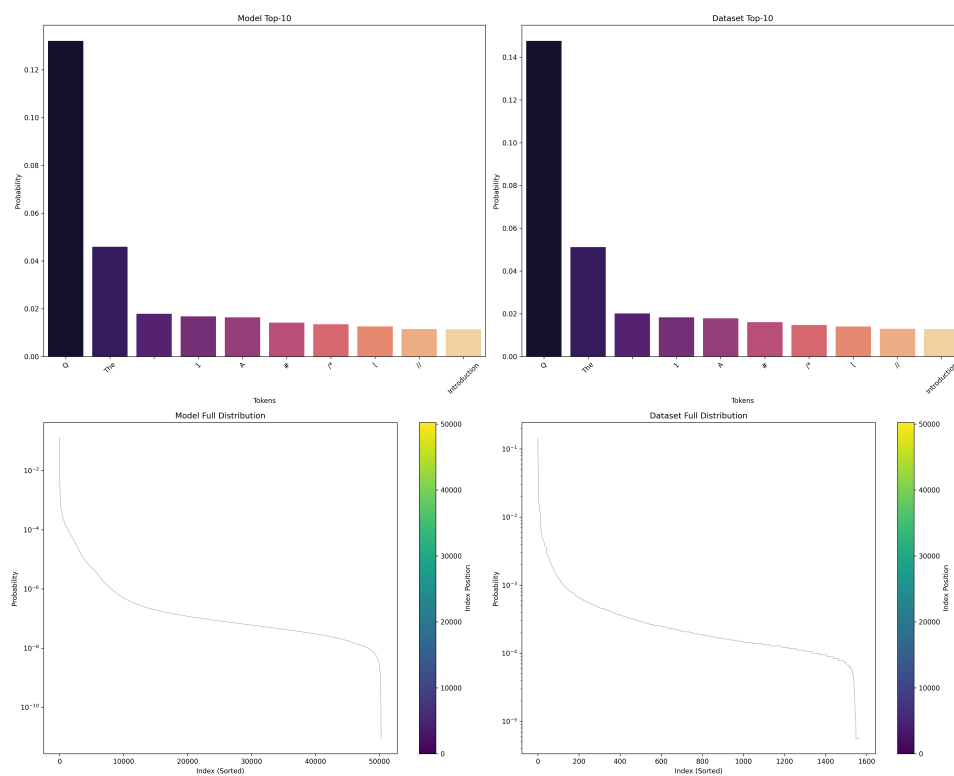 Model Top-10
0.12
0.10
0.08
0.06
0.04
0.02
0.00
Probability
Q
The
1
A
#
/*
[
//
Introduction
Tokens
Dataset Top-10
0.14
0.12
0.10
0.08
0.06
0.04
0.02
0.00
Probability
Q
The
1
A
#
/*
[
//
Introduction
Tokens
Model Full Distribution
10⁻²
10⁻⁴
10⁻⁶
10⁻⁸
10⁻¹⁰
Probability
0 10000 20000 30000 40000 50000
Index (Sorted)
50000
40000
30000
20000
10000
0
Index Position
Dataset Full Distribution
10⁻¹
10⁻²
10⁻³
10⁻⁴
10⁻⁵
Probability
0 200 400 600 800 1000 1200 1400 1600
Index (Sorted)
50000
40000
30000
20000
10000
0
Index Position